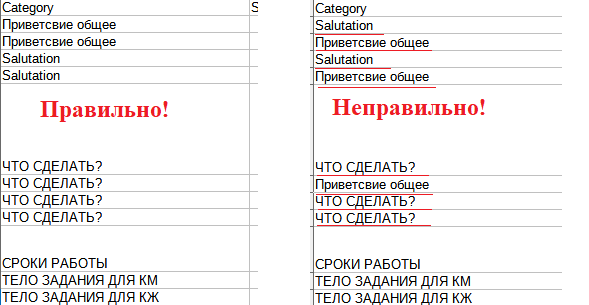 Category
S
Приветсвие общее
Приветсвие общее
Salutation
Salutation
Правильно!
ЧТО СДЕЛАТЬ?
ЧТО СДЕЛАТЬ?
ЧТО СДЕЛАТЬ?
ЧТО СДЕЛАТЬ?
СРОКИ РАБОТЫ
ТЕЛО ЗАДАНИЯ ДЛЯ КМ
ТЕЛО ЗАДАНИЯ ДЛЯ КЖ
Category
Salutation
Приветсвие общее
Salutation
Приветсвие общее
Неправильно!
ЧТО СДЕЛАТЬ?
Приветсвие общее
ЧТО СДЕЛАТЬ?
ЧТО СДЕЛАТЬ?
СРОКИ РАБОТЫ
ТЕЛО ЗАДАНИЯ ДЛЯ КМ
ТЕЛО ЗАДАНИЯ ДЛЯ КЖ